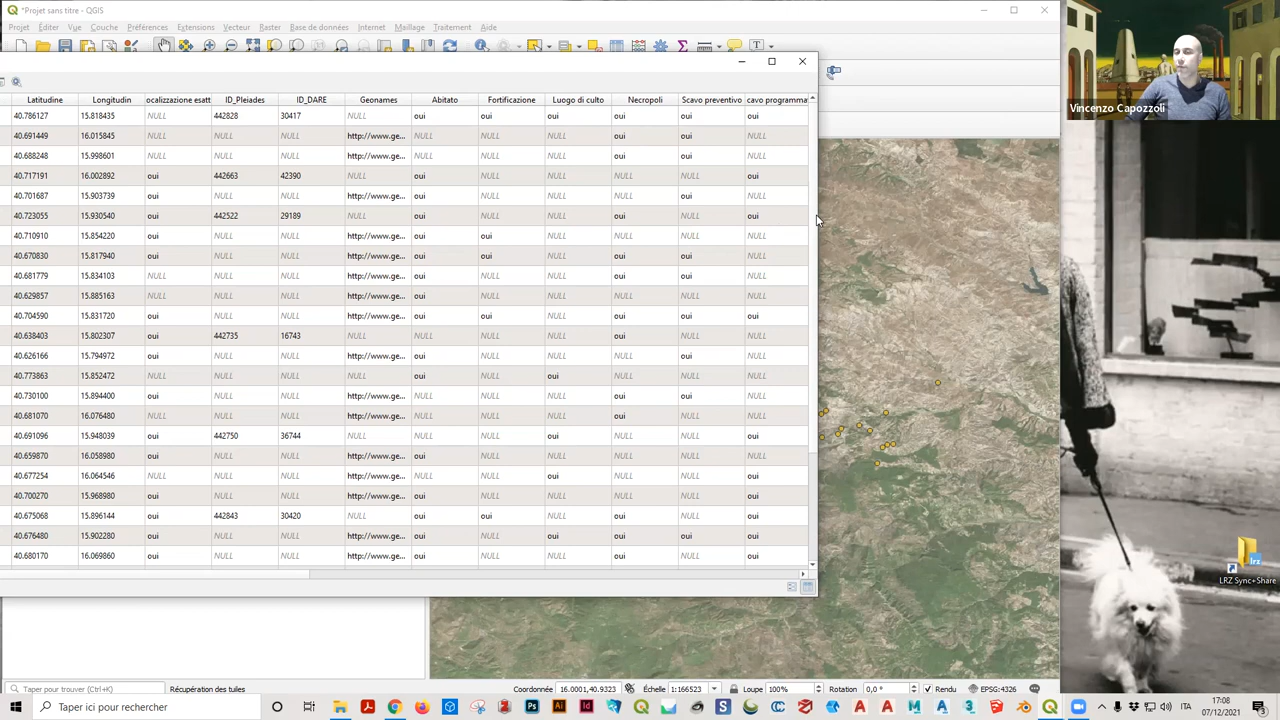 *Projet sans titre - QGIS
Projet Éditer Vue Couche Préférences Extensions Vecteur Raster Base de données Internet Maillage Traitement Aide
Vincenzo Capozzoli
Latitudine Longitudin ocalizzazione esatt ID_Pleiades ID_DARE Geonames Abitato Fortificazione Luogo di culto Necropoli Scavo preventivo cavo programma
40.786127 15.818435 NULL 442828 30417 NULL oui oui oui oui oui oui
40.691449 16.015845 NULL NULL NULL http://www.ge... NULL NULL NULL oui oui NULL
40.688248 15.998601 NULL NULL NULL http://www.ge... NULL NULL NULL oui oui NULL
40.717191 16.002892 oui 442663 42390 NULL oui NULL NULL NULL NULL oui
40.701687 15.903739 oui NULL NULL http://www.ge... oui NULL NULL NULL oui NULL
40.723055 15.930540 oui 442522 29189 NULL oui NULL NULL oui NULL oui
40.710910 15.854220 oui NULL NULL http://www.ge... oui oui NULL NULL NULL NULL
40.670830 15.817940 oui NULL NULL http://www.ge... oui oui NULL NULL oui NULL
40.681779 15.834103 NULL NULL NULL http://www.ge... oui NULL NULL NULL oui NULL
40.629857 15.885163 NULL NULL NULL http://www.ge... oui NULL NULL NULL NULL NULL
40.704590 15.831720 oui NULL NULL http://www.ge... oui oui NULL oui oui NULL
40.638403 15.802307 oui 442735 16743 NULL NULL NULL NULL oui NULL NULL
40.626166 15.794972 NULL NULL NULL http://www.ge... oui NULL NULL NULL oui NULL
40.773863 15.852472 NULL NULL NULL NULL oui NULL oui NULL NULL NULL
40.730100 15.894400 oui NULL NULL http://www.ge... oui NULL NULL NULL oui NULL
40.681070 16.076480 NULL NULL NULL http://www.ge... NULL NULL NULL oui NULL NULL
40.691096 15.948039 oui 442750 36744 NULL NULL NULL oui NULL NULL oui
40.659870 16.058980 oui NULL NULL http://www.ge... NULL NULL NULL oui NULL NULL
40.677254 16.064546 NULL NULL NULL http://www.ge... NULL NULL oui NULL NULL oui
40.700270 15.968980 oui NULL NULL http://www.ge... oui NULL NULL NULL NULL oui
40.675068 15.896144 oui 442843 30420 NULL oui oui NULL oui NULL oui
40.676480 15.902280 oui NULL NULL http://www.ge... oui NULL oui oui oui oui
40.680170 16.069860 oui NULL NULL http://www.ge... oui NULL NULL oui NULL oui
LRZ Sync+Share
Taper pour trouver (Ctrl+K) Récupération des tuiles Coordonnée 16.0001,40.9323 Échelle 1:166523 Loupe 100% Rotation 0,0 ° Rendu EPSG:4326
Taper ici pour rechercher ITA 17:08
07/12/2021